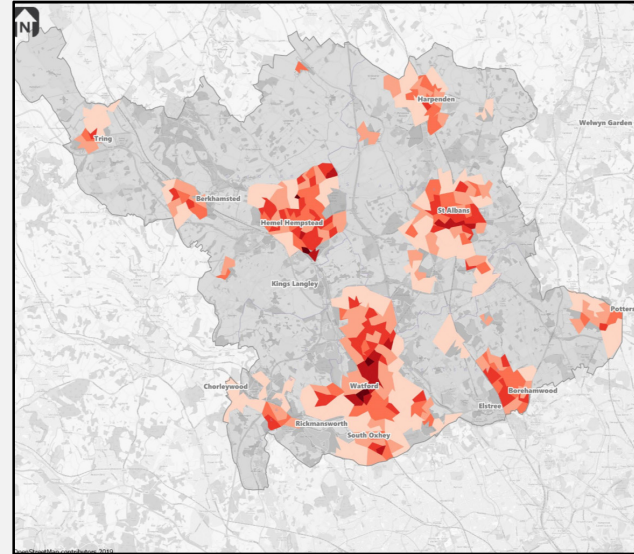 N
Harpenden
Welwyn Garden
Tring
Berkhamsted
St Albans
Hemel Hempstead
Kings Langley
Potters
Chorleywood
Watford
Borehamwood
Elstree
Rickmansworth
South Oxhey
OpenStreetMap contributors, 2019